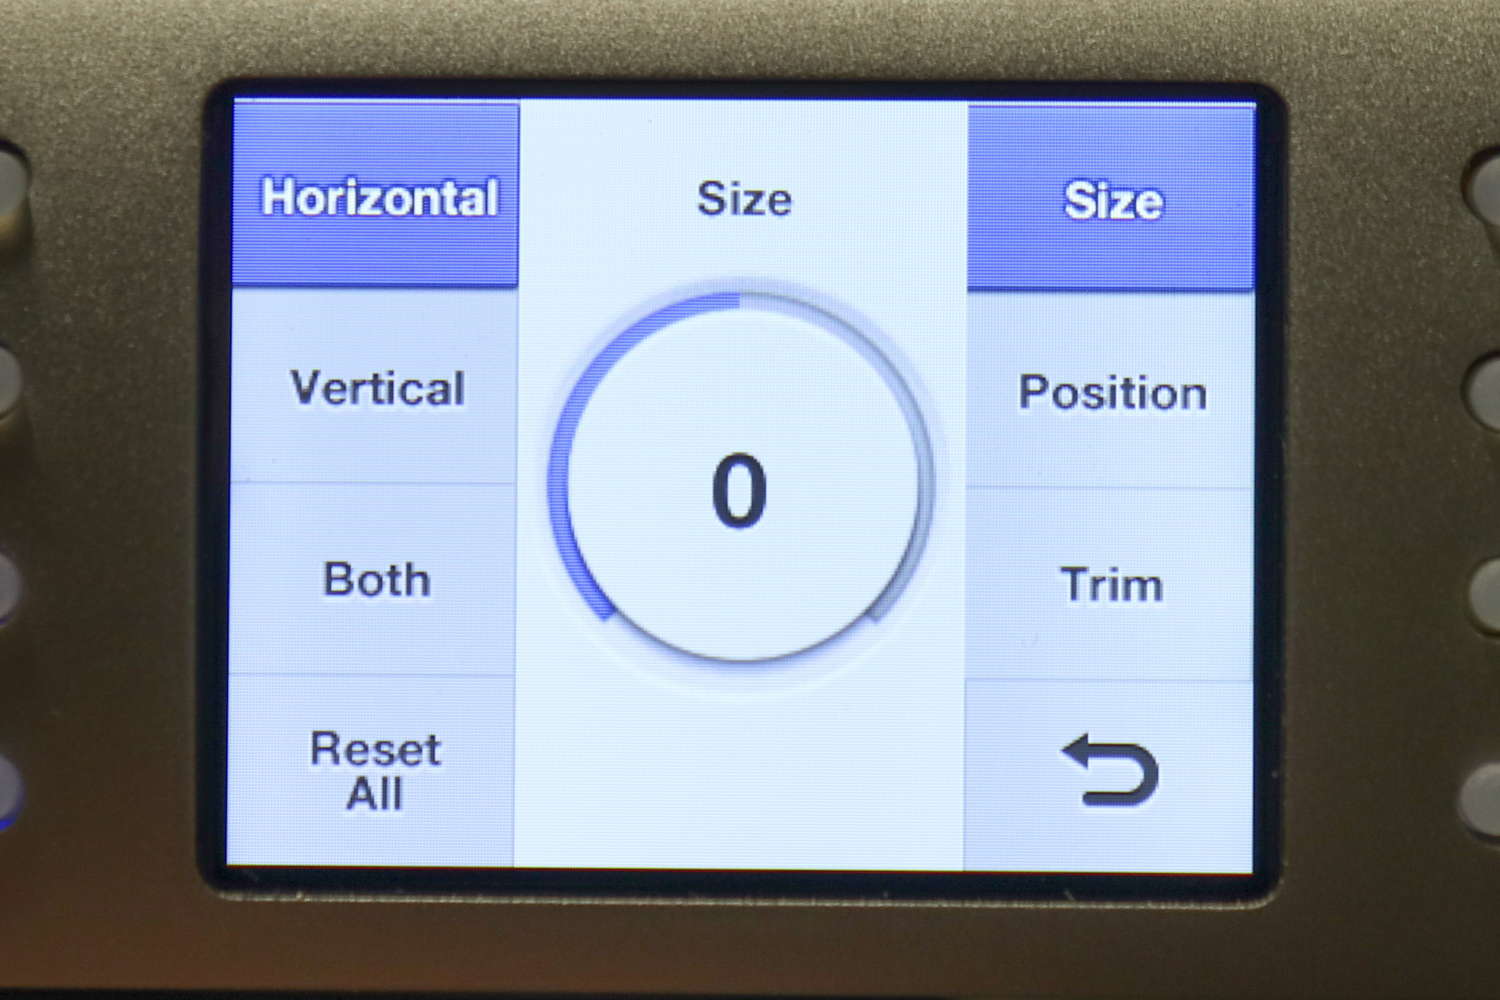 Horizontal
Size
Size
Vertical
Position
0
Both
Trim
Reset
All